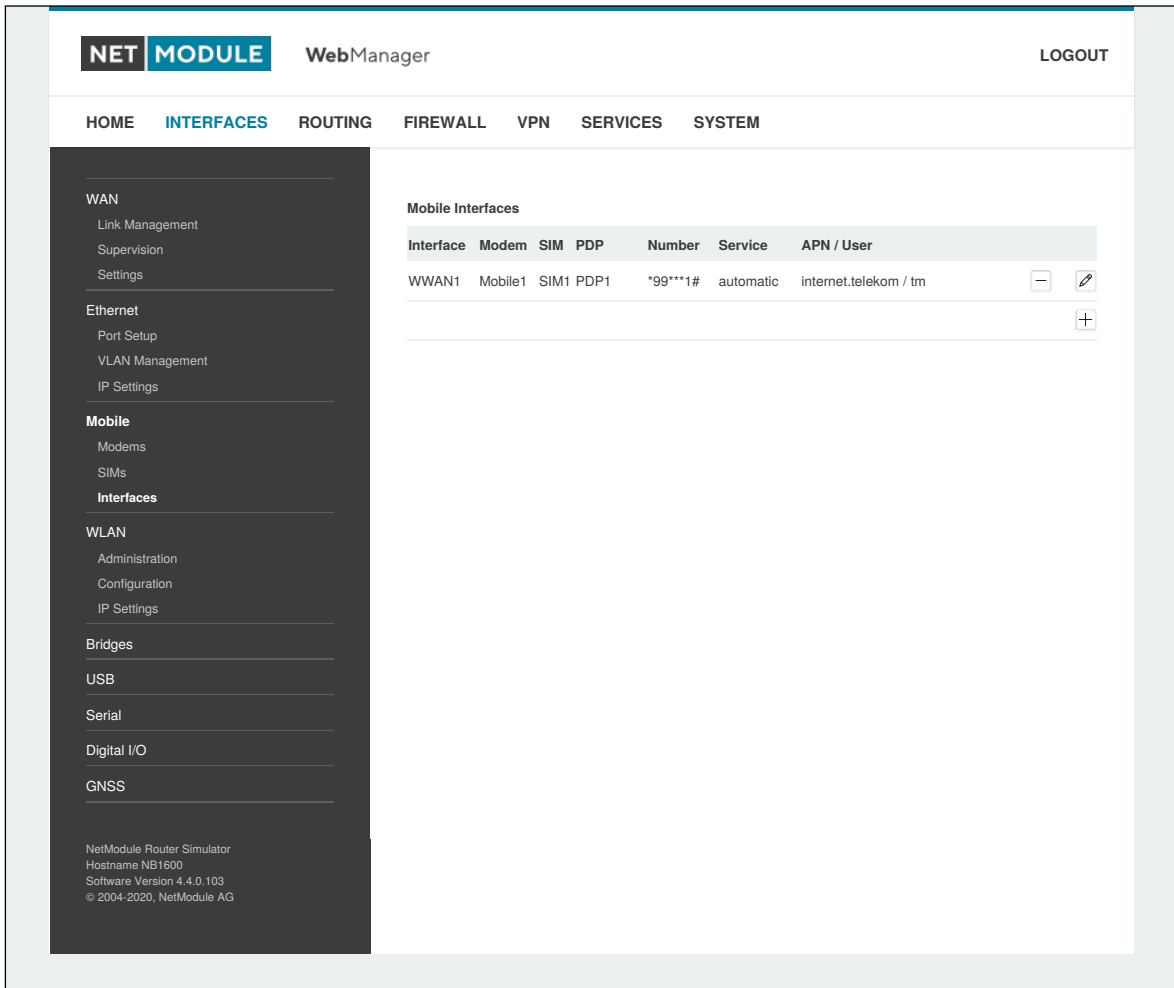 NET MODULE WebManager LOGOUT
HOME INTERFACES ROUTING FIREWALL VPN SERVICES SYSTEM
WAN
Link Management
Supervision
Settings
Ethernet
Port Setup
VLAN Management
IP Settings
Mobile
Modems
SIMs
Interfaces
WLAN
Administration
Configuration
IP Settings
Bridges
USB
Serial
Digital I/O
GNSS
NetModule Router Simulator
Hostname NB1600
Software Version 4.4.0.103
© 2004-2020, NetModule AG
Mobile Interfaces
Interface Modem SIM PDP Number Service APN / User
WWAN1 Mobile1 SIM1 PDP1 *99***1# automatic internet.telekom / tm